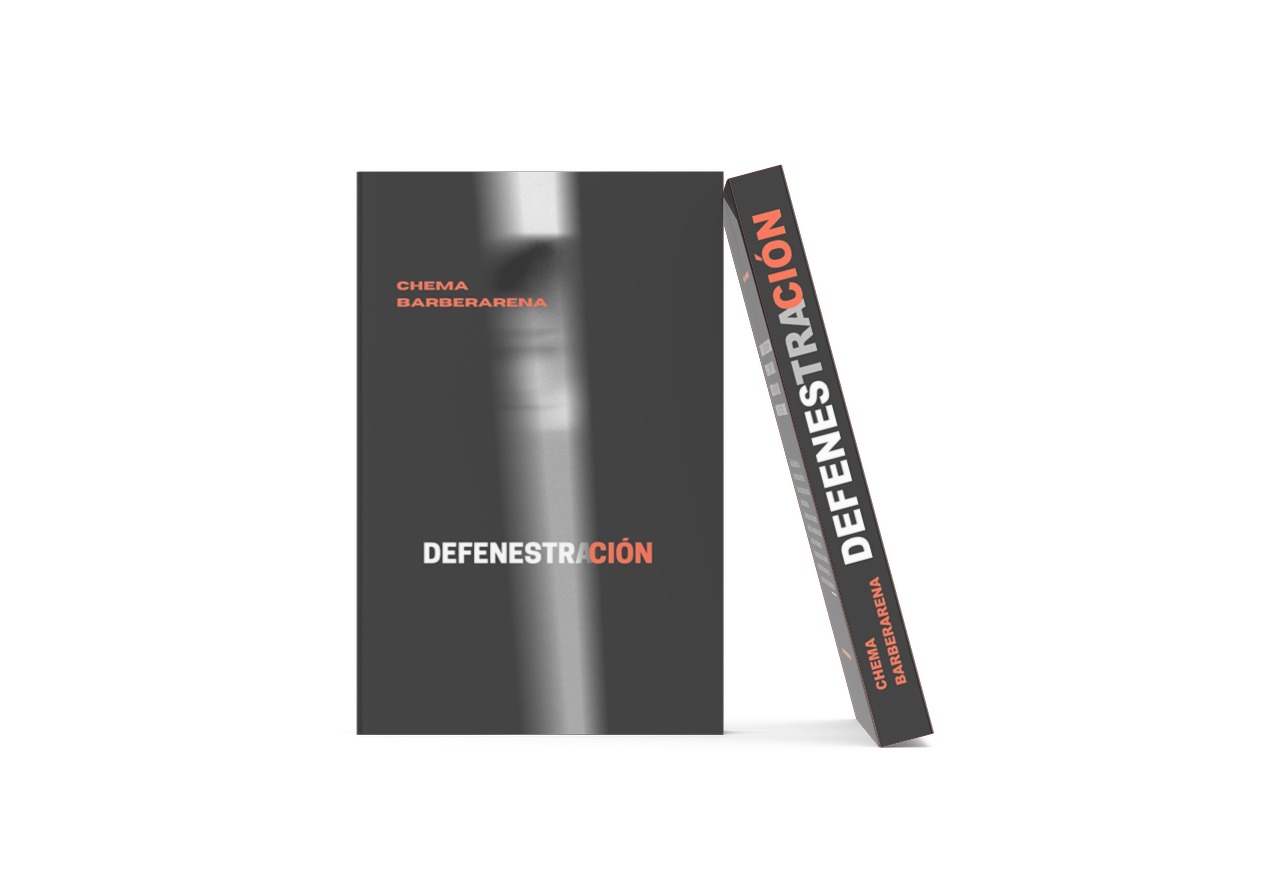 CHEMA
BARBERARENA
DEFENESTRACIÓN
DEFENESTRACIÓN
CHEMA
BARBERARENA